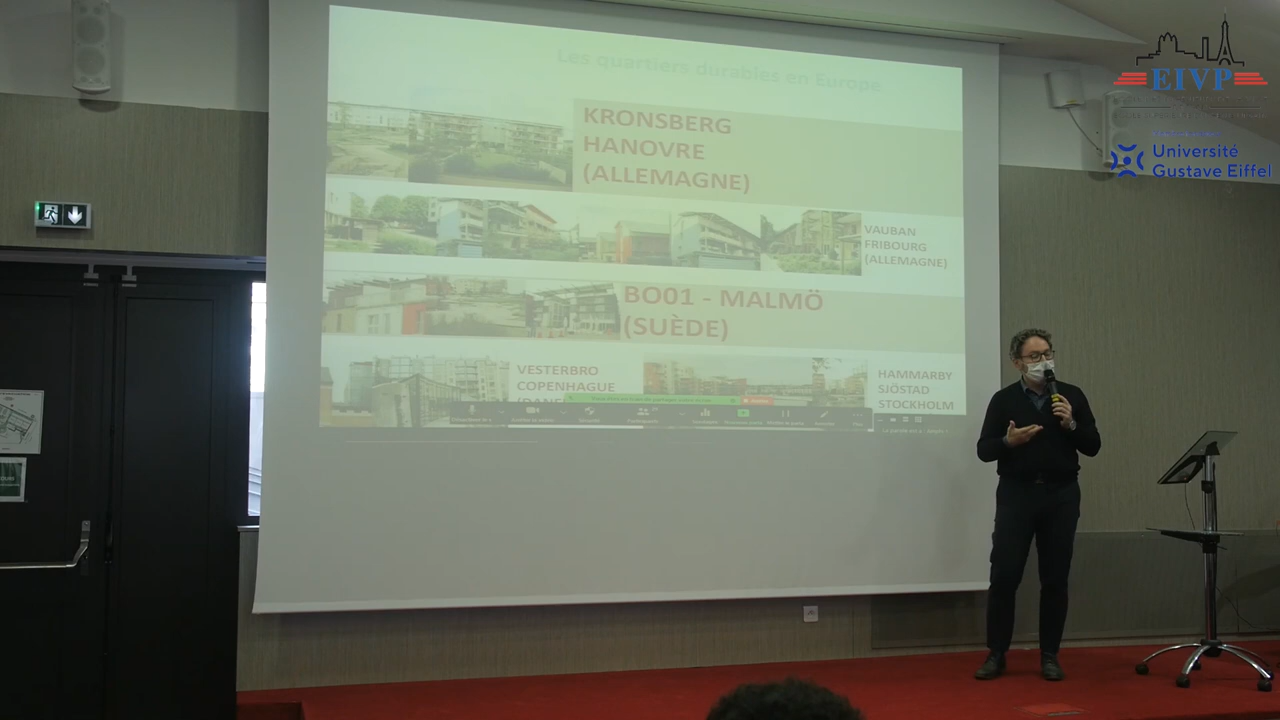 Les quartiers durables en Europe
KRONSBERG
HANOVRE
(ALLEMAGNE)
VAUBAN
FRIBOURG
(ALLEMAGNE)
BO01 - MALMÖ
(SUÈDE)
VESTERBRO
COPENHAGUE
HAMMARBY
SJÖSTAD
STOCKHOLM
EIVP
Université
Gustave Eiffel